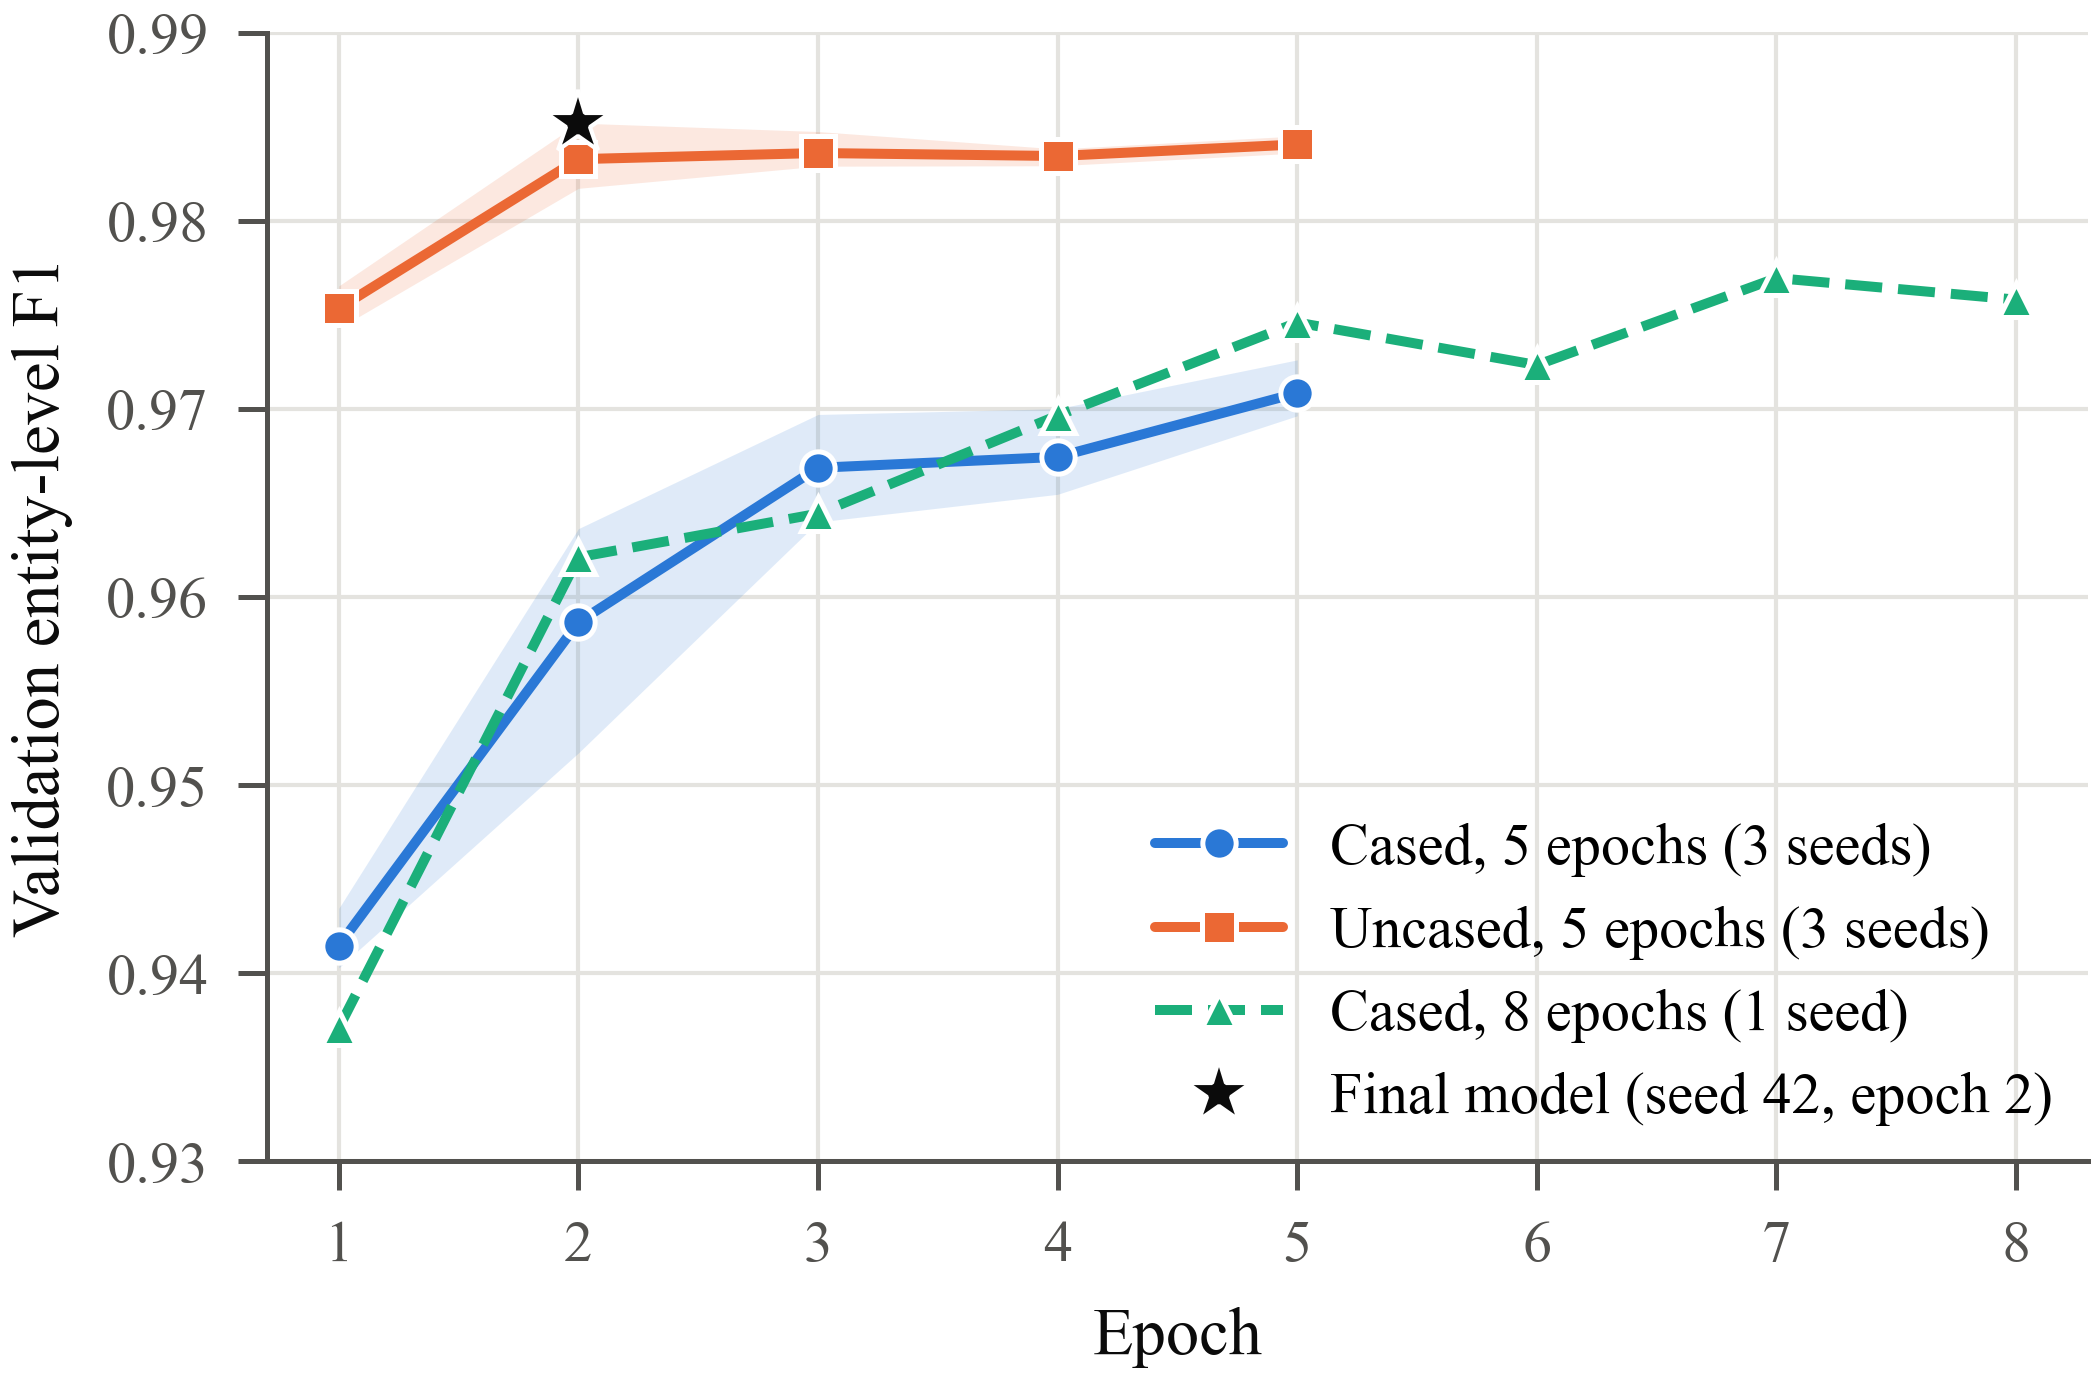 0.99
0.98
0.97
0.96
0.95
0.94
0.93
Validation entity-level F1
Cased, 5 epochs (3 seeds)
Uncased, 5 epochs (3 seeds)
Cased, 8 epochs (1 seed)
Final model (seed 42, epoch 2)
1 2 3 4 5 6 7 8
Epoch